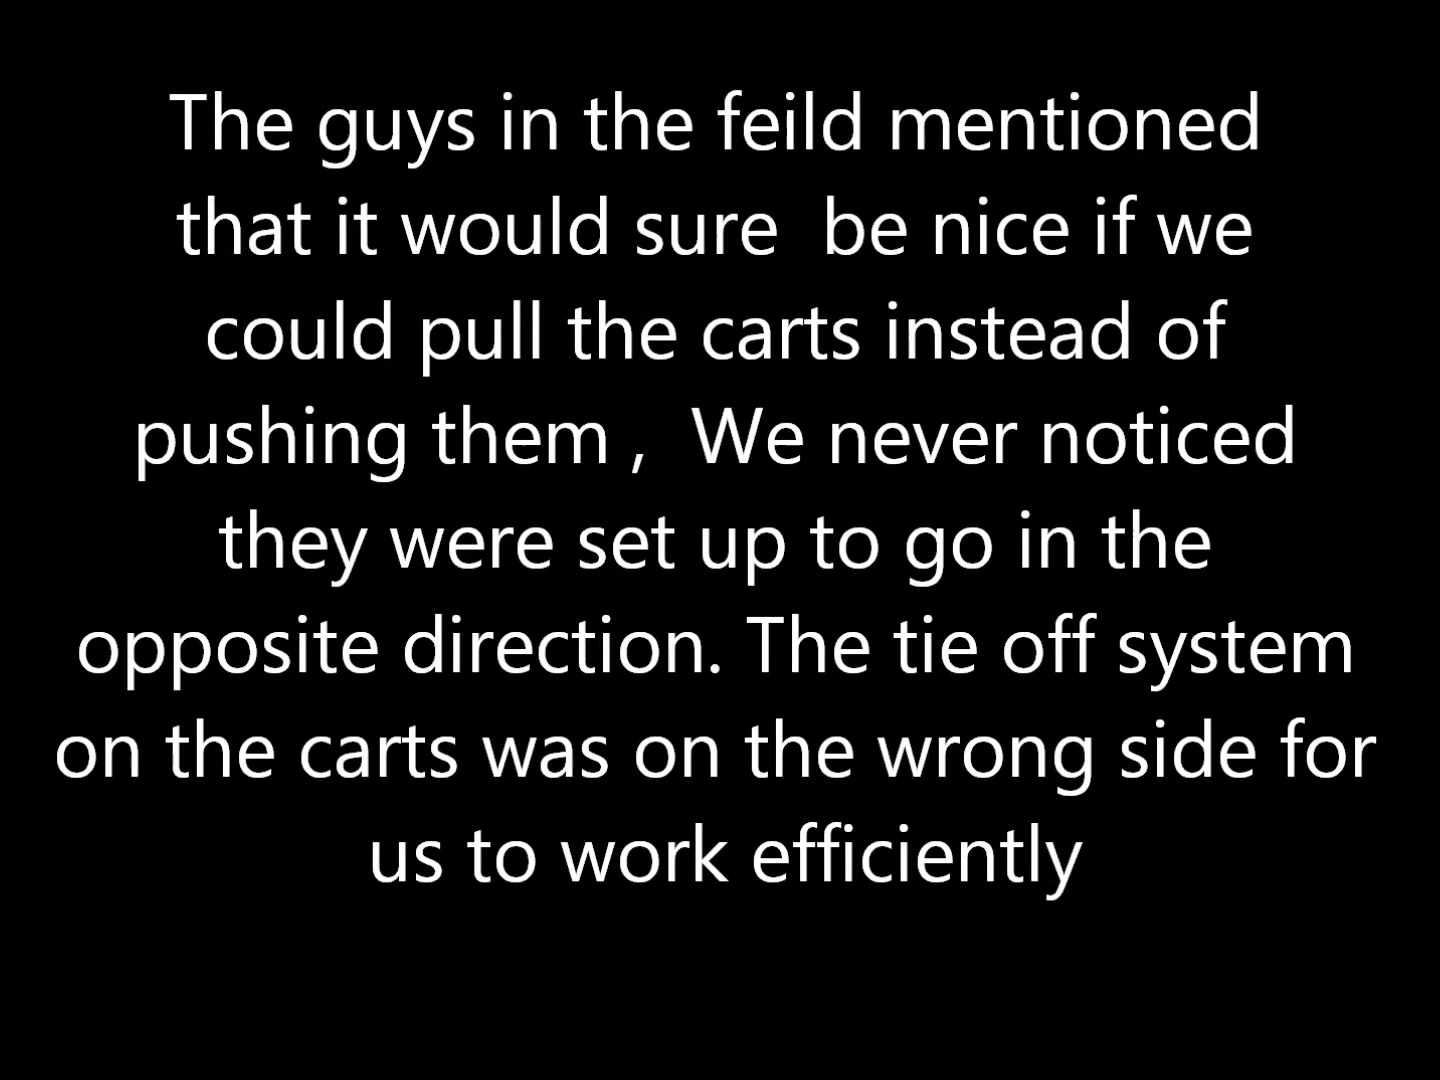 The guys in the feild mentioned
that it would sure  be nice if we
could pull the carts instead of
pushing them ,  We never noticed
they were set up to go in the
opposite direction. The tie off system
on the carts was on the wrong side for
us to work efficiently